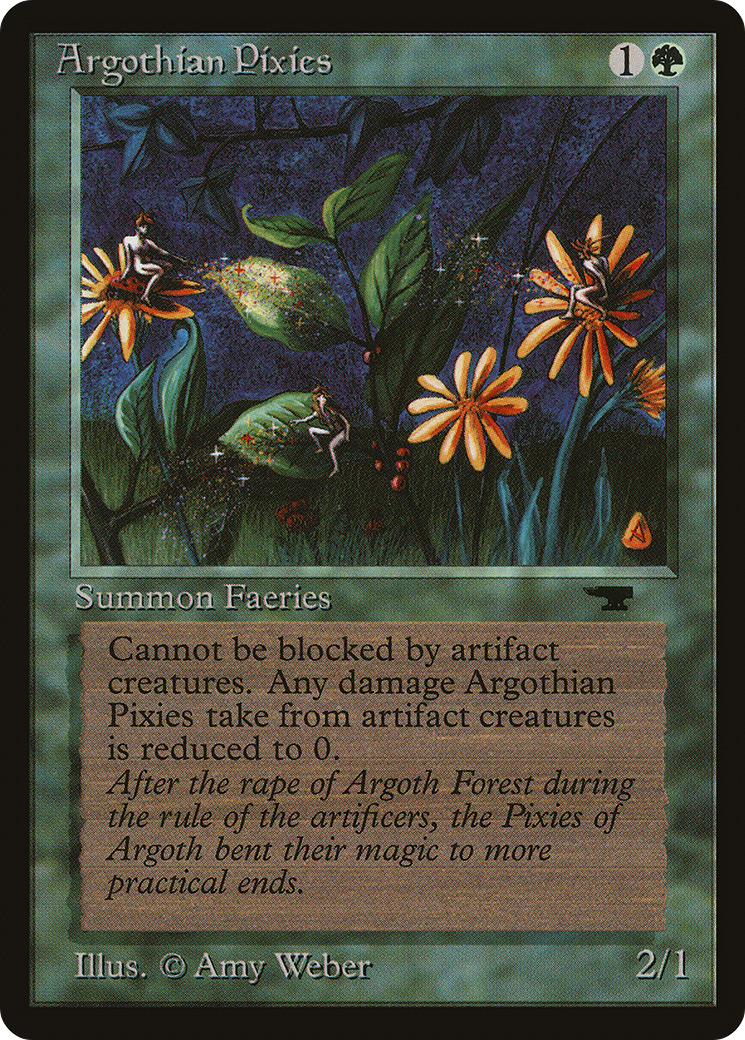 Argothian Pixies 1
Summon Faeries
Cannot be blocked by artifact
creatures. Any damage Argothian
Pixies take from artifact creatures
is reduced to 0.
After the rape of Argoth Forest during
the rule of the artificers, the Pixies of
Argoth bent their magic to more
practical ends.
Illus. © Amy Weber 2/1